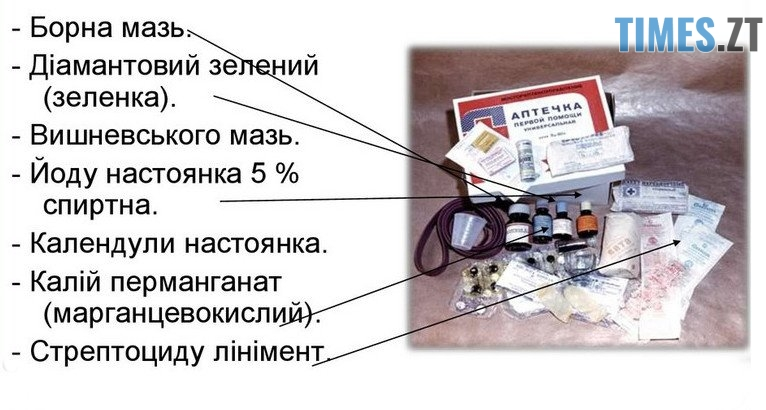 TIMES.ZT
- Борна мазь.
- Діамантовий зелений
(зеленка).
- Вишневського мазь.
- Йоду настоянка 5 %
спиртна.
- Календули настоянка.
- Калій перманганат
(марганцевокислий).
- Стрептоциду лінімент.
АПТЕЧКА
ПЕРВОЙ ПОМОЩИ
УНИВЕРСАЛЬНАЯ